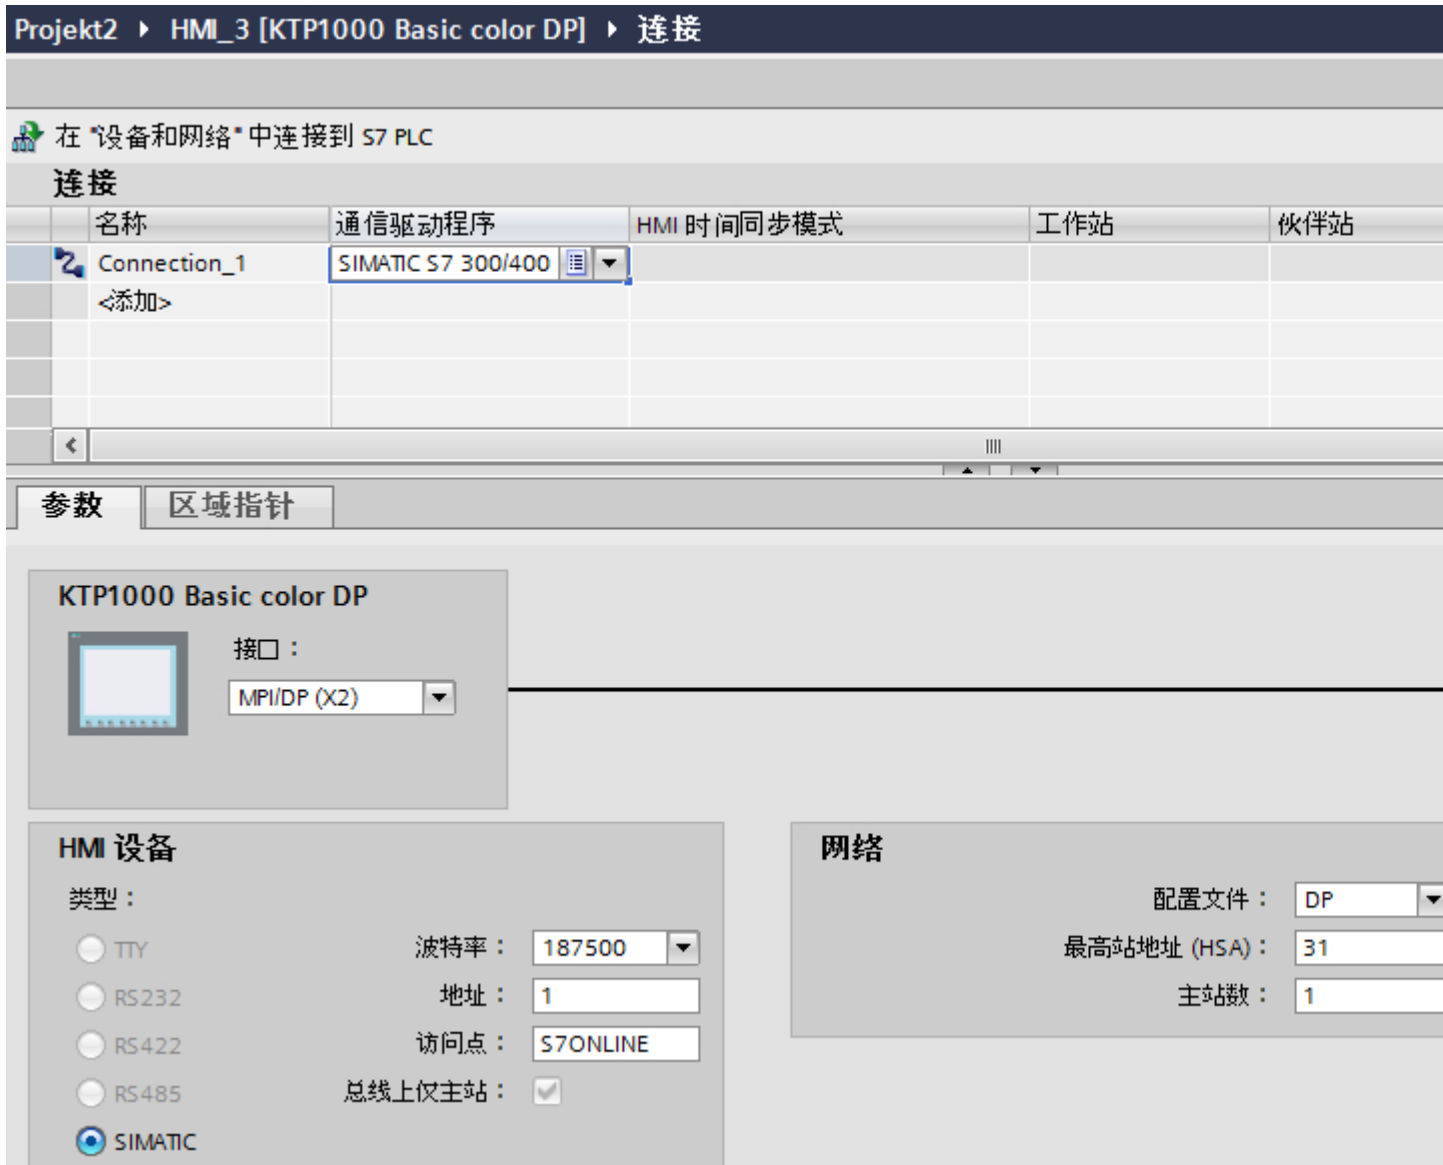 Projekt2 ▸ HMI_3 [KTP1000 Basic color DP] ▸ 连接
在 "设备和网络" 中连接到 S7 PLC
连接
名称 通信驱动程序 HMI 时间同步模式 工作站 伙伴站
Connection_1 SIMATIC S7 300/400
<添加>
参数 区域指针
KTP1000 Basic color DP
接口：
MPI/DP (X2)
HMI 设备 网络
类型： 配置文件： DP
TTY 波特率： 187500 最高站地址 (HSA)： 31
RS232 地址： 1 主站数： 1
RS422 访问点： S7ONLINE
RS485 总线上仅主站：
SIMATIC